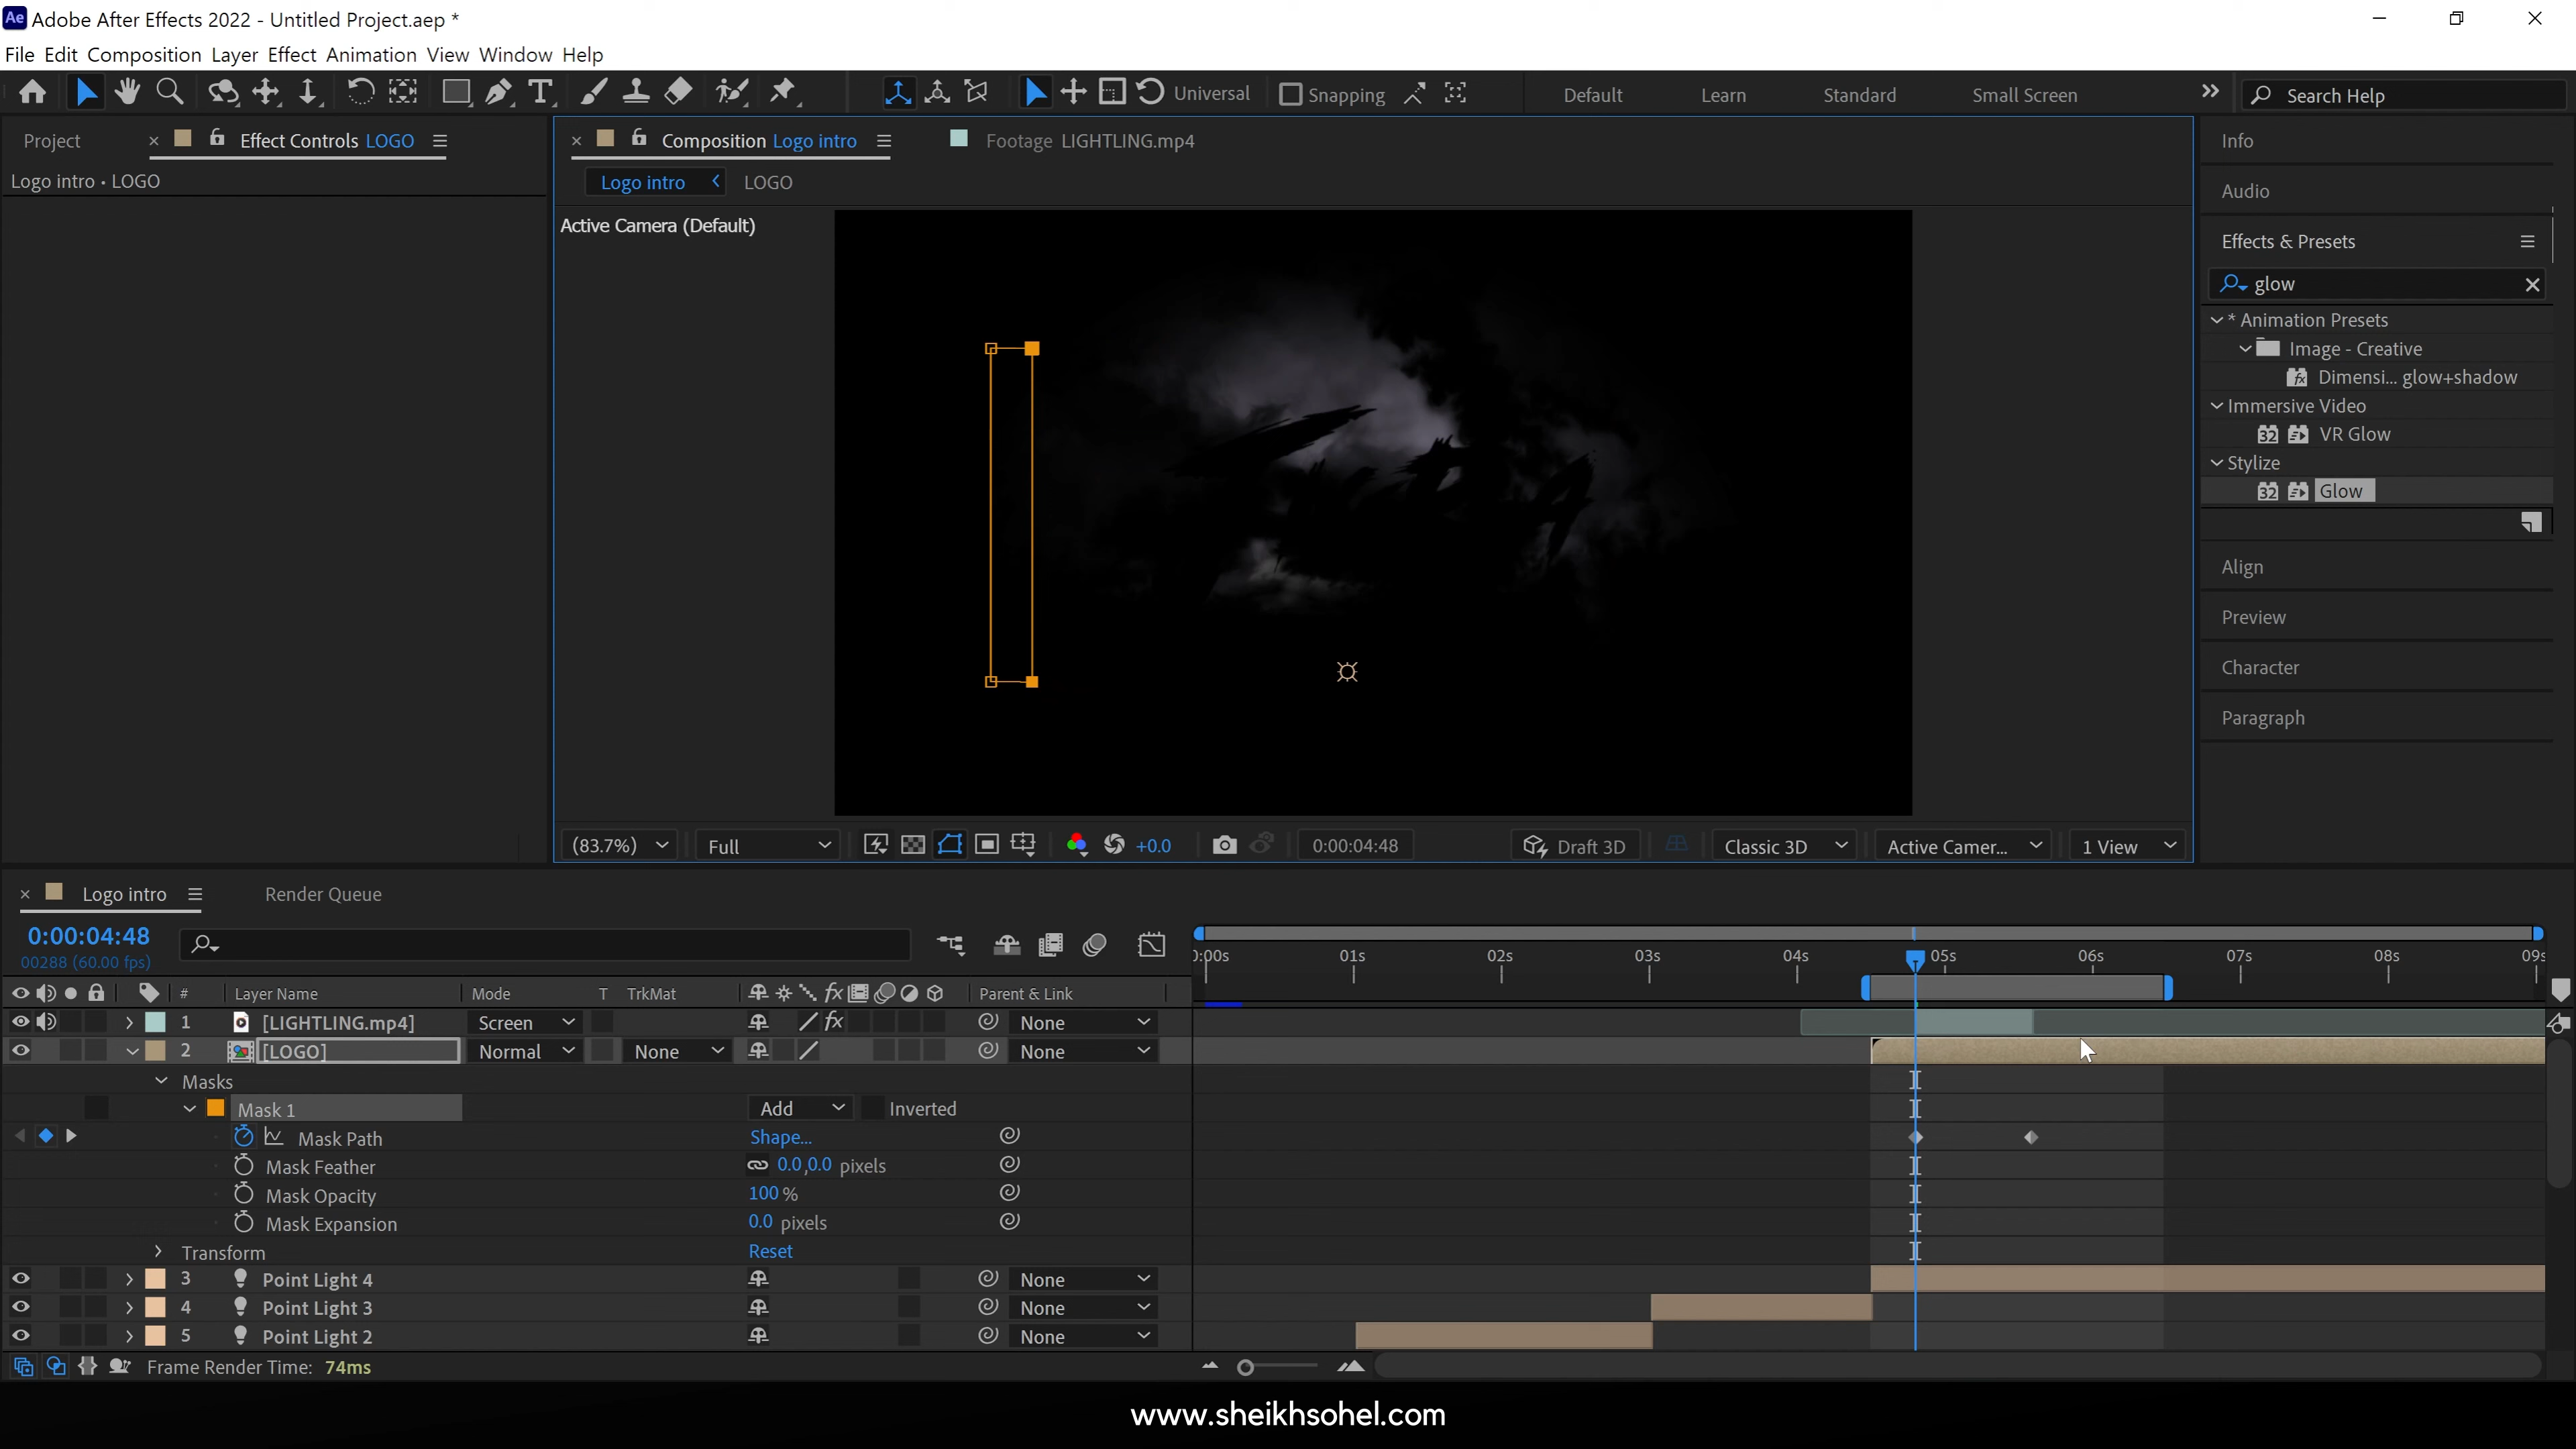 Adobe After Effects 2022 - Untitled Project.aep *
File Edit Composition Layer Effect Animation View Window Help
Universal Snapping Default Learn Standard Small Screen Search Help
Project Effect Controls LOGO
Logo intro • LOGO
Composition Logo intro Footage LIGHTLING.mp4
Logo intro LOGO
Active Camera (Default)
Info
Audio
Effects & Presets
glow
* Animation Presets
Image - Creative
Dimensi... glow+shadow
Immersive Video
32 VR Glow
Stylize
32 Glow
Align
Preview
Character
Paragraph
(83.7%) Full +0.0 0:00:04:48 Draft 3D Classic 3D Active Camer... 1 View
Logo intro Render Queue
0:00:04:48
00288 (60.00 fps)
):00s 01s 02s 03s 04s 05s 06s 07s 08s 09s
# Layer Name Mode T TrkMat fx Parent & Link
1 [LIGHTLING.mp4] Screen fx None
2 [LOGO] Normal None None
Masks
Mask 1 Add Inverted
Mask Path Shape...
Mask Feather 0.0,0.0 pixels
Mask Opacity 100 %
Mask Expansion 0.0 pixels
Transform Reset
3 Point Light 4 None
4 Point Light 3 None
5 Point Light 2 None
Frame Render Time: 74ms
www.sheikhsohel.com